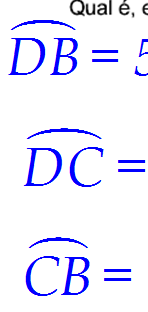 Qual é, e
DB = 5
DC =
CB =